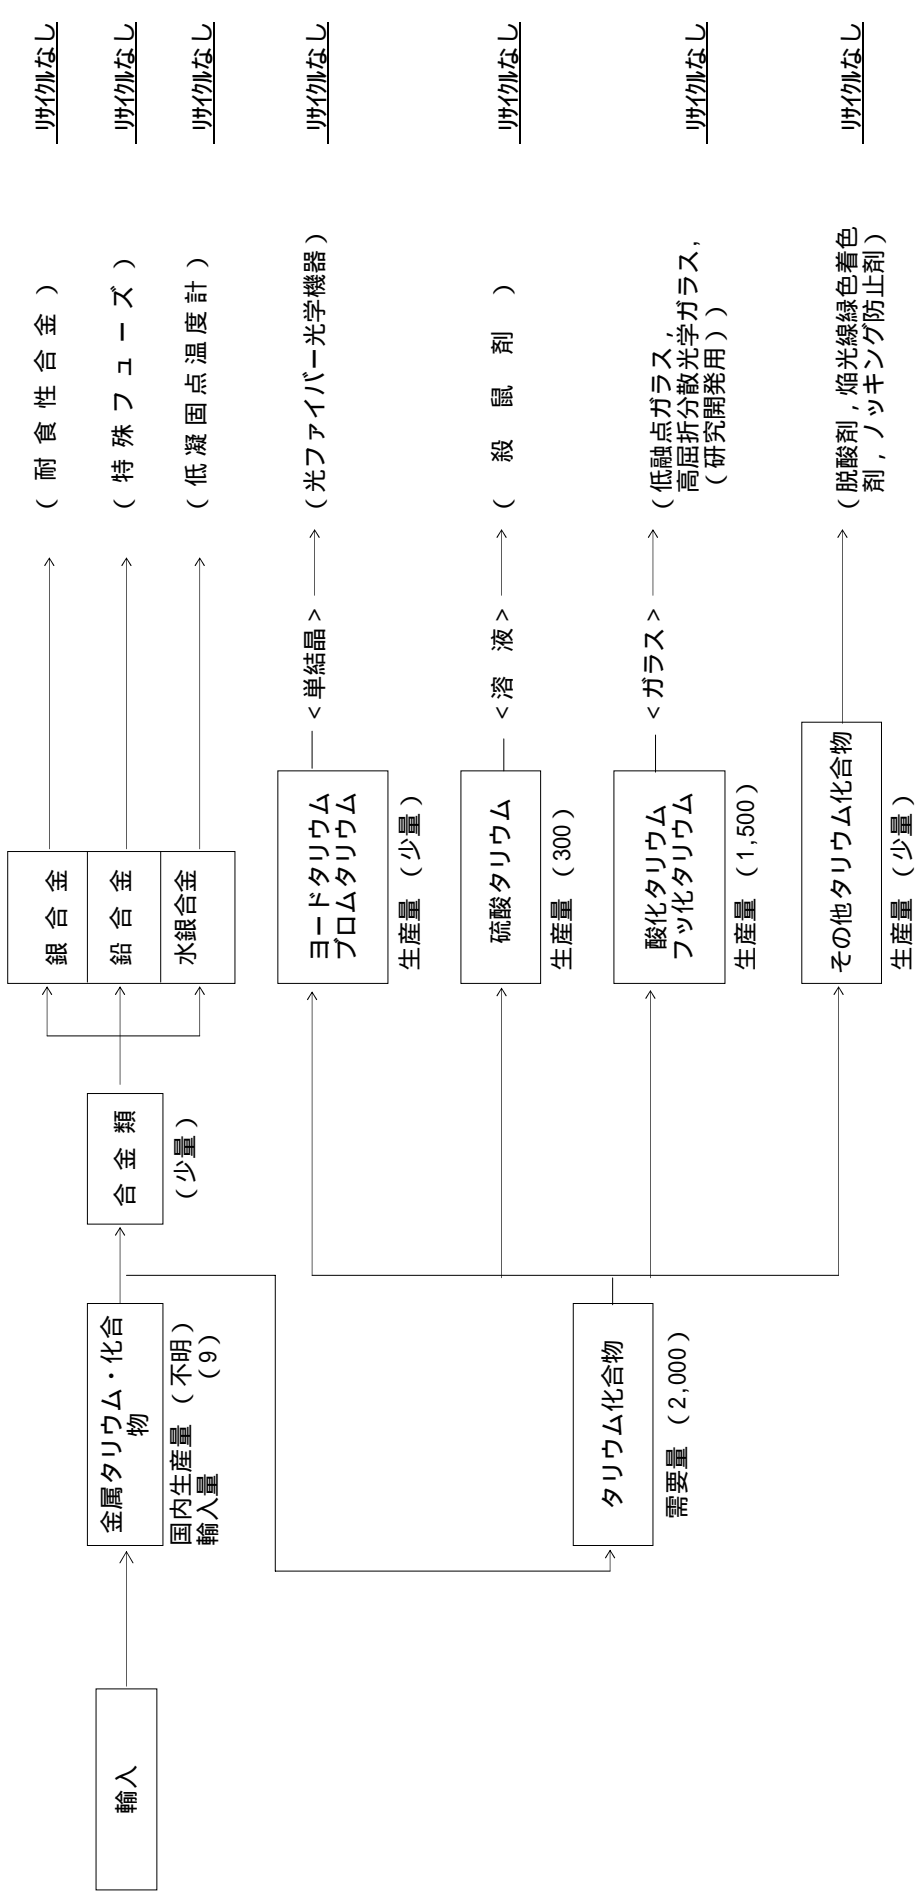 輸入
金属タリウム・化合
物
国内生産量 (不明)
輸入量 (9)
合金類
(少量)
銀合金
鉛合金
水銀合金
(耐食性合金)
(特殊フューズ)
(低凝固点温度計)
リサイクルなし
リサイクルなし
リサイクルなし
タリウム化合物
需要量 (2,000)
ヨードタリウム
ブロムタリウム
生産量 (少量)
<単結晶>
(光ファイバー光学機器)
リサイクルなし
硫酸タリウム
生産量 (300)
<溶液>
(殺鼠剤)
リサイクルなし
酸化タリウム
フッ化タリウム
生産量 (1,500)
<ガラス>
(低融点ガラス,
高屈折分散光学ガラス,
(研究開発用))
リサイクルなし
その他タリウム化合物
生産量 (少量)
(脱酸剤,焔光線緑色着色
剤,ノッキング防止剤)
リサイクルなし